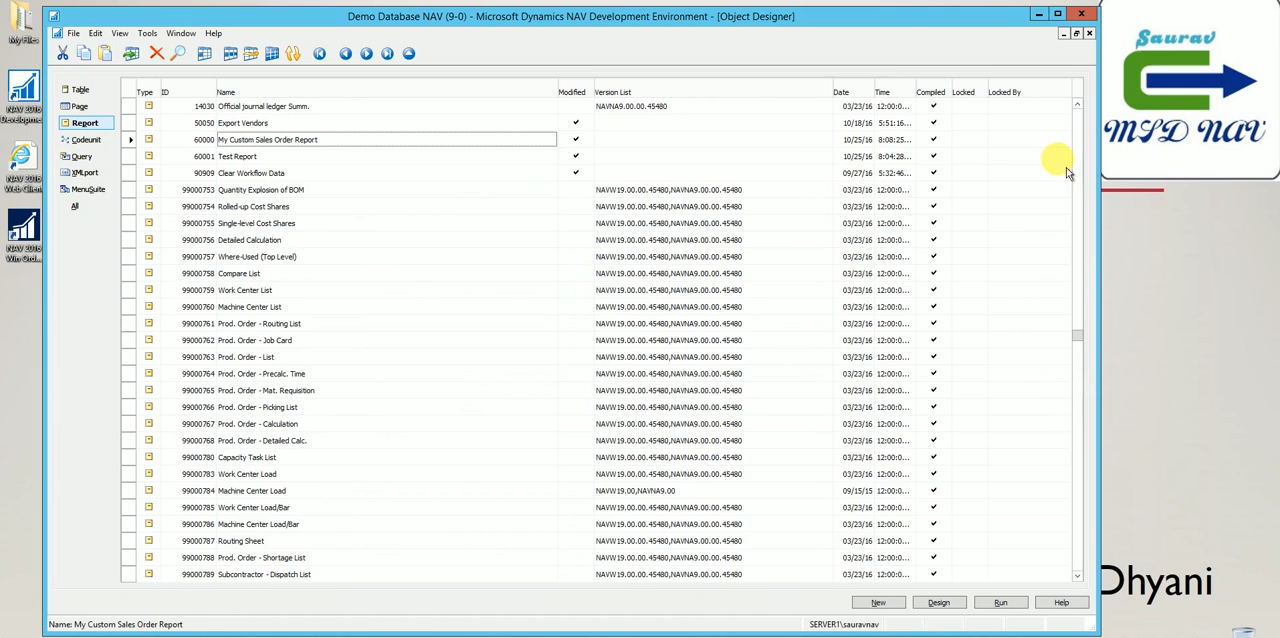 My Files
NAV 2016
Developme...
NAV 2016
Web Client
NAV 2016
Win Ord...
Demo Database NAV (9-0) - Microsoft Dynamics NAV Development Environment - [Object Designer]
File Edit View Tools Window Help
Table
Page
Report
Codeunit
Query
XMLport
MenuSuite
All
Type ID Name Modified Version List Date Time Compiled Locked Locked By
14030 Official journal ledger Summ. NAVNA9.00.00.45480 03/23/16 12:00:0...
50050 Export Vendors 10/18/16 5:51:16...
60000 My Custom Sales Order Report 10/25/16 8:08:25...
60001 Test Report 10/25/16 8:04:28...
90909 Clear Workflow Data 09/27/16 5:32:46...
99000753 Quantity Explosion of BOM NAVW19.00.00.45480,NAVNA9.00.00.45480 03/23/16 12:00:0...
99000754 Rolled-up Cost Shares NAVW19.00.00.45480,NAVNA9.00.00.45480 03/23/16 12:00:0...
99000755 Single-level Cost Shares NAVW19.00.00.45480,NAVNA9.00.00.45480 03/23/16 12:00:0...
99000756 Detailed Calculation NAVW19.00.00.45480,NAVNA9.00.00.45480 03/23/16 12:00:0...
99000757 Where-Used (Top Level) NAVW19.00.00.45480,NAVNA9.00.00.45480 03/23/16 12:00:0...
99000758 Compare List NAVW19.00.00.45480,NAVNA9.00.00.45480 03/23/16 12:00:0...
99000759 Work Center List NAVW19.00.00.45480,NAVNA9.00.00.45480 03/23/16 12:00:0...
99000760 Machine Center List NAVW19.00.00.45480,NAVNA9.00.00.45480 03/23/16 12:00:0...
99000761 Prod. Order - Routing List NAVW19.00.00.45480,NAVNA9.00.00.45480 03/23/16 12:00:0...
99000762 Prod. Order - Job Card NAVW19.00.00.45480,NAVNA9.00.00.45480 03/23/16 12:00:0...
99000763 Prod. Order - List NAVW19.00.00.45480,NAVNA9.00.00.45480 03/23/16 12:00:0...
99000764 Prod. Order - Precalc. Time NAVW19.00.00.45480,NAVNA9.00.00.45480 03/23/16 12:00:0...
99000765 Prod. Order - Mat. Requisition NAVW19.00.00.45480,NAVNA9.00.00.45480 03/23/16 12:00:0...
99000766 Prod. Order - Picking List NAVW19.00.00.45480,NAVNA9.00.00.45480 03/23/16 12:00:0...
99000767 Prod. Order - Calculation NAVW19.00.00.45480,NAVNA9.00.00.45480 03/23/16 12:00:0...
99000768 Prod. Order - Detailed Calc. NAVW19.00.00.45480,NAVNA9.00.00.45480 03/23/16 12:00:0...
99000780 Capacity Task List NAVW19.00.00.45480,NAVNA9.00.00.45480 03/23/16 12:00:0...
99000783 Work Center Load NAVW19.00.00.45480,NAVNA9.00.00.45480 03/23/16 12:00:0...
99000784 Machine Center Load NAVW19.00,NAVNA9.00 09/15/15 12:00:0...
99000785 Work Center Load/Bar NAVW19.00.00.45480,NAVNA9.00.00.45480 03/23/16 12:00:0...
99000786 Machine Center Load/Bar NAVW19.00.00.45480,NAVNA9.00.00.45480 03/23/16 12:00:0...
99000787 Routing Sheet NAVW19.00.00.45480,NAVNA9.00.00.45480 03/23/16 12:00:0...
99000788 Prod. Order - Shortage List NAVW19.00.00.45480,NAVNA9.00.00.45480 03/23/16 12:00:0...
99000789 Subcontractor - Dispatch List NAVW19.00.00.45480,NAVNA9.00.00.45480 03/23/16 12:00:0...
New Design Run Help
Name: My Custom Sales Order Report SERVER1\sauravnav
Saurav
MSD NAV
Dhyani